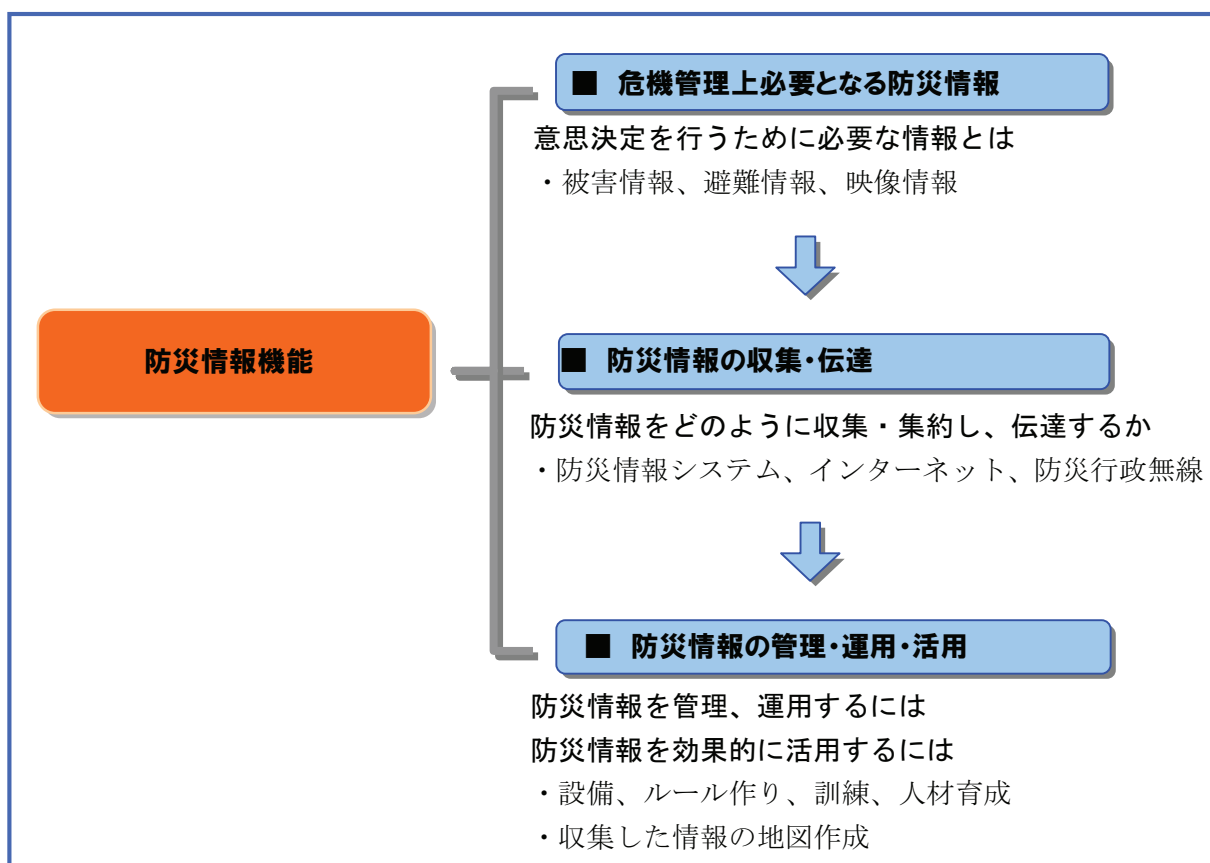 防災情報機能
■ 危機管理上必要となる防災情報
意思決定を行うために必要な情報とは
・被害情報、避難情報、映像情報
■ 防災情報の収集・伝達
防災情報をどのように収集・集約し、伝達するか
・防災情報システム、インターネット、防災行政無線
■ 防災情報の管理・運用・活用
防災情報を管理、運用するには
防災情報を効果的に活用するには
・設備、ルール作り、訓練、人材育成
・収集した情報の地図作成